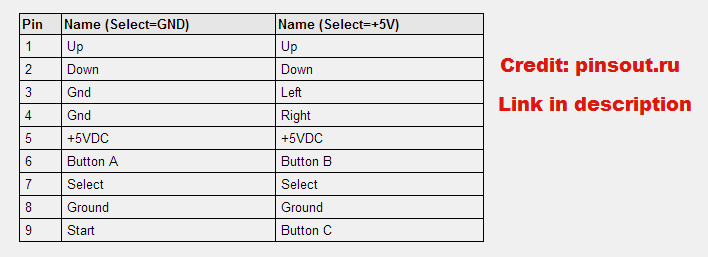 Pin Name (Select=GND) Name (Select=+5V)
1 Up Up
2 Down Down
3 Gnd Left
4 Gnd Right
5 +5VDC +5VDC
6 Button A Button B
7 Select Select
8 Ground Ground
9 Start Button C
Credit: pinsout.ru
Link in description